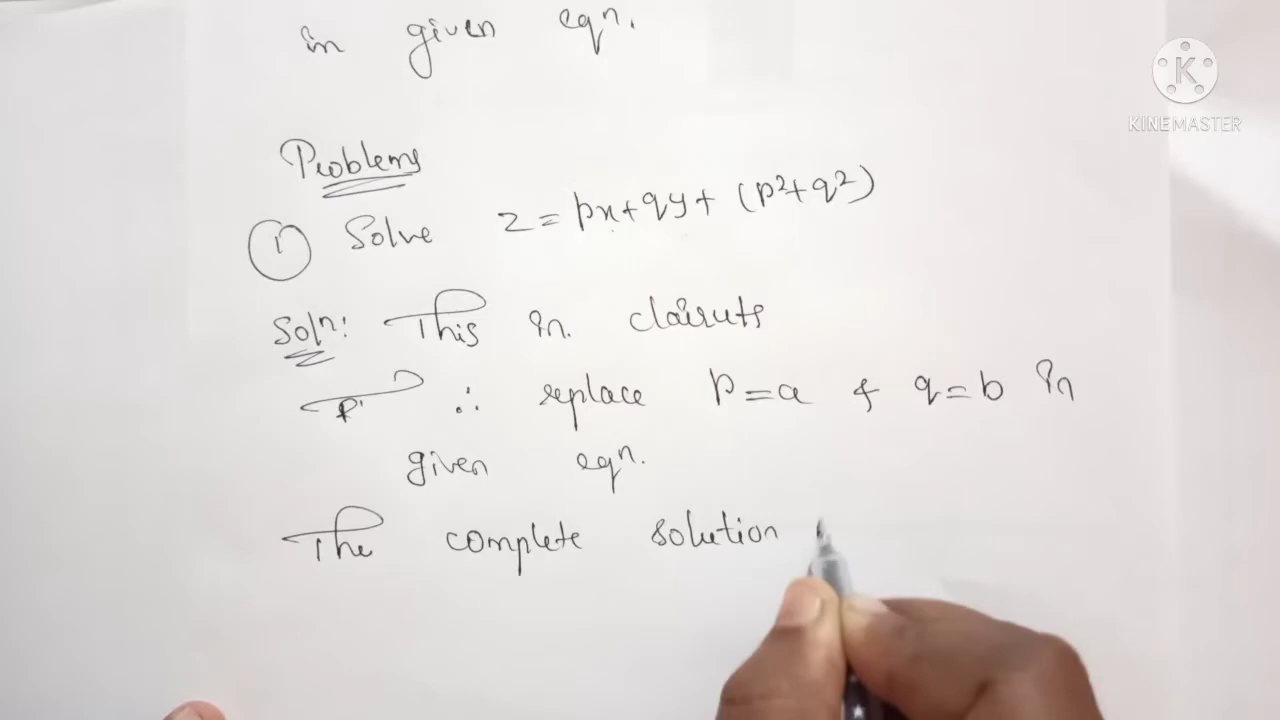 in given eqn.
K
KINEMASTER
Problems
1 Solve z = px+qy+ (p²+q²)
Soln: This in clairuts
p ∴ replace p=a & q=b in
given eqn.
The complete solution